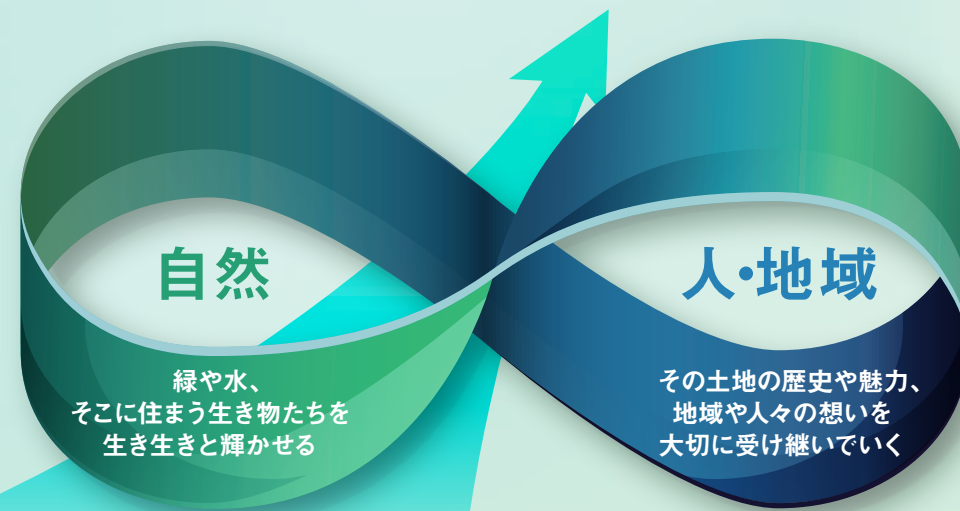 自然
緑や水、
そこに住まう生き物たちを
生き生きと輝かせる
人・地域
その土地の歴史や魅力、
地域や人々の想いを
大切に受け継いでいく